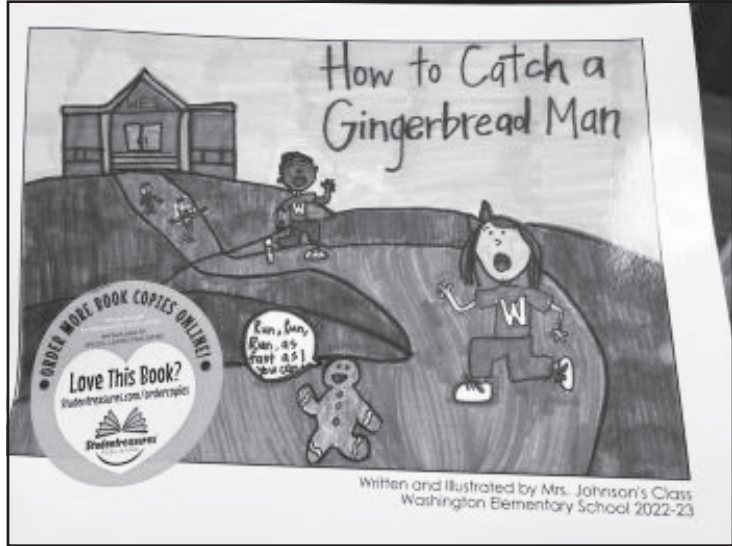 How to Catch a
Gingerbread Man
WES
W
W
Run, Run,
Run, as
fast as
you can
ORDER MORE BOOK COPIES ONLINE!
Love This Book?
Studentreasures.com/ordercopies
Studentreasures
Written and Illustrated by Mrs. Johnson's Class
Washington Elementary School 2022-23